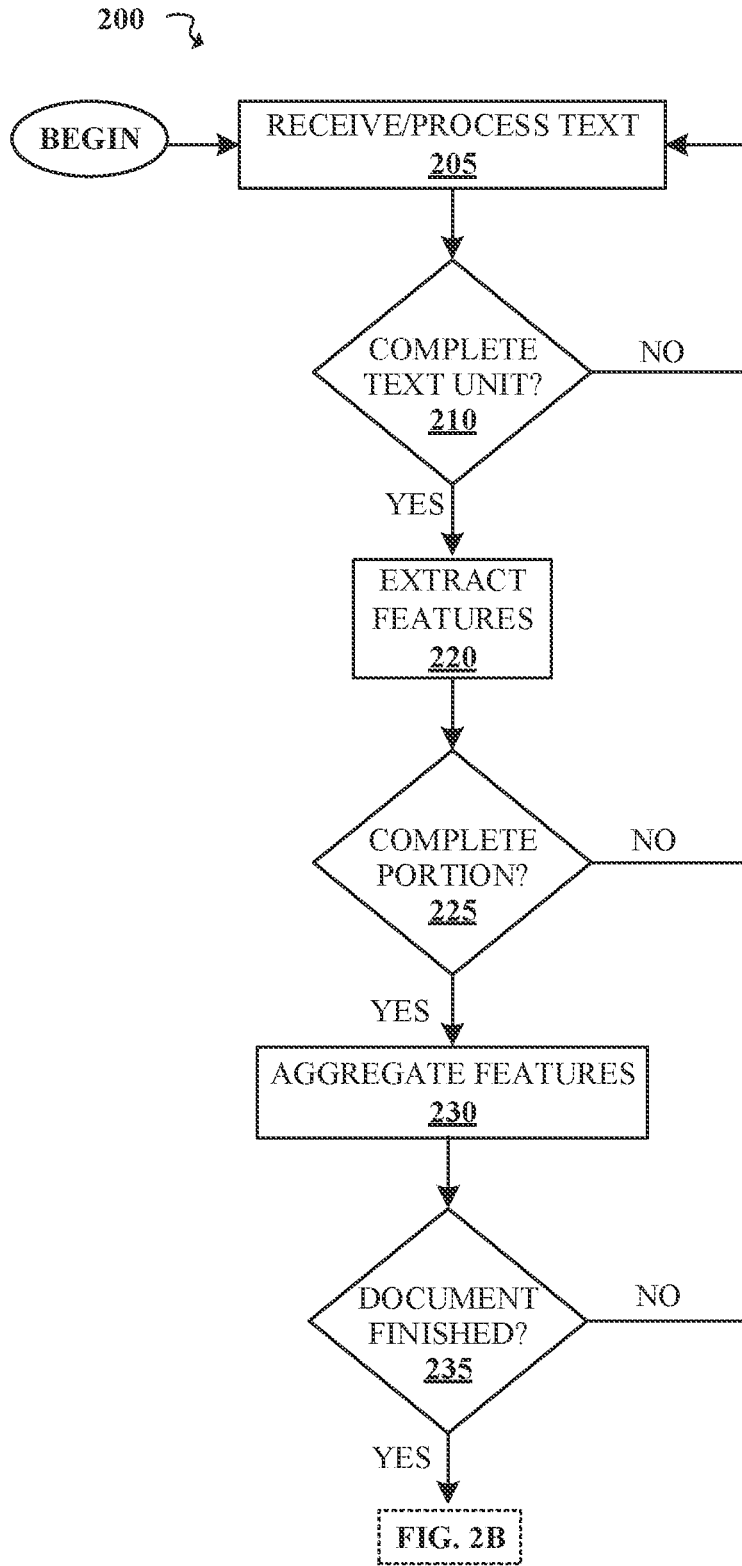 200
BEGIN
RECEIVE/PROCESS TEXT
205
COMPLETE
TEXT UNIT?
210
NO
YES
EXTRACT
FEATURES
220
COMPLETE
PORTION?
225
NO
YES
AGGREGATE FEATURES
230
DOCUMENT
FINISHED?
235
NO
YES
FIG. 2B